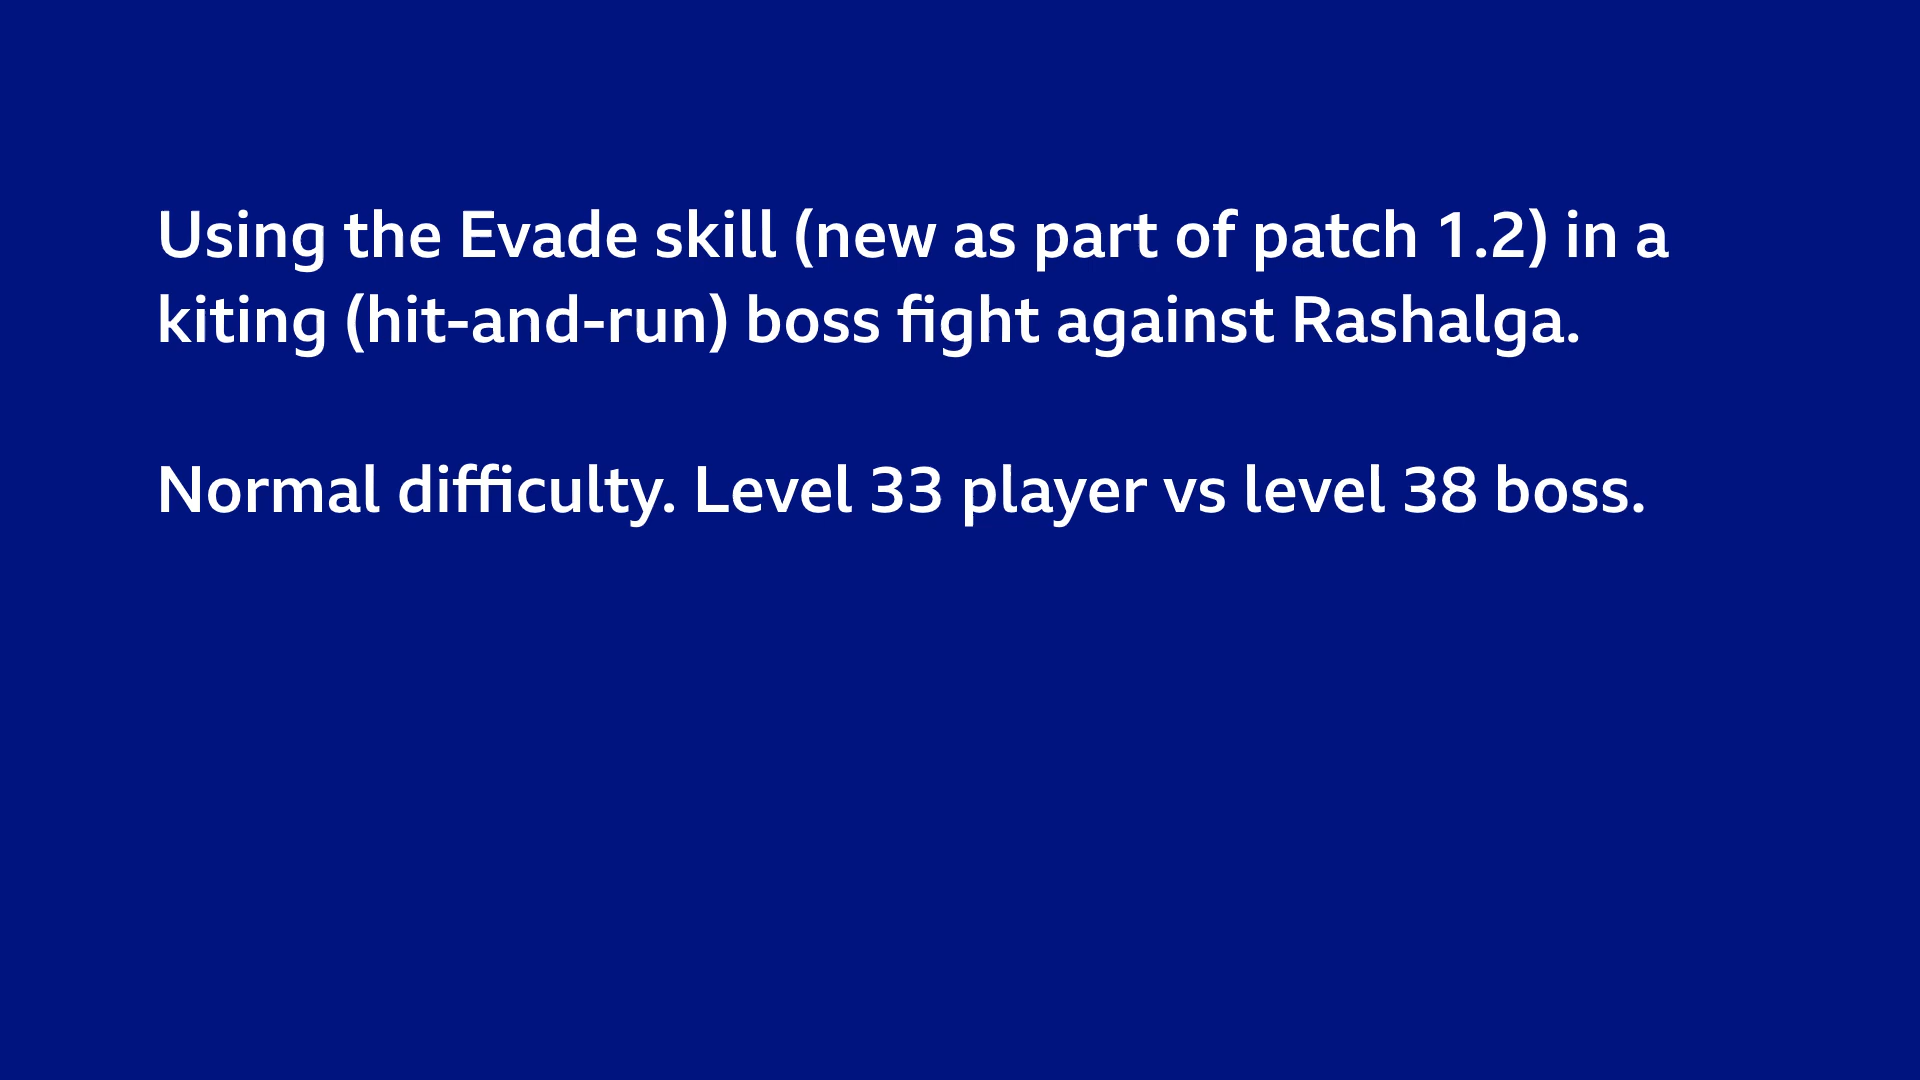 Using the Evade skill (new as part of patch 1.2) in a
kiting (hit-and-run) boss fight against Rashalga.
Normal difficulty. Level 33 player vs level 38 boss.